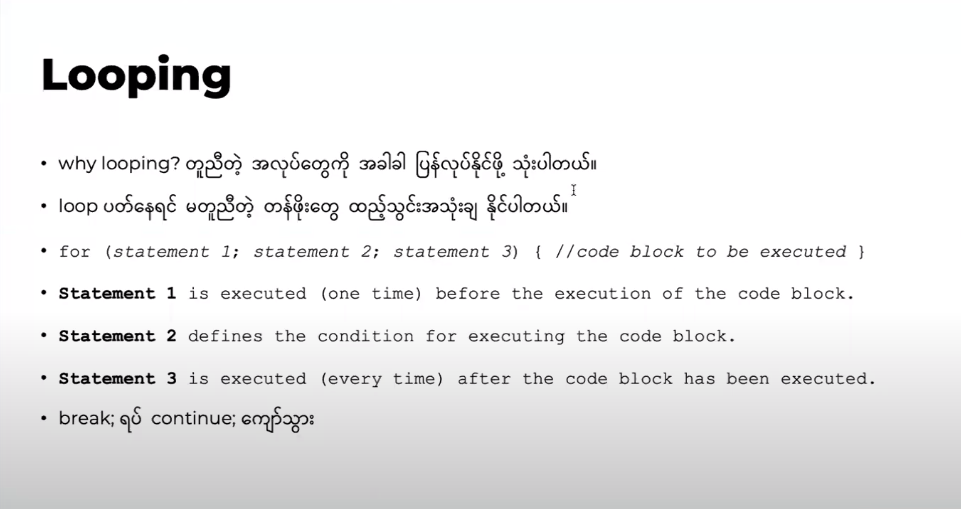 Looping
• why looping? တူညီတဲ့ အလုပ်တွေကို အခါခါ ပြန်လုပ်နိုင်ဖို့ သုံးပါတယ်။
• loop ပတ်နေရင် မတူညီတဲ့ တန်ဖိုးတွေ ထည့်သွင်းအသုံးချ နိုင်ပါတယ်။
• for (statement 1; statement 2; statement 3) { //code block to be executed }
• Statement 1 is executed (one time) before the execution of the code block.
• Statement 2 defines the condition for executing the code block.
• Statement 3 is executed (every time) after the code block has been executed.
• break; ရပ် continue; ကျော်သွား